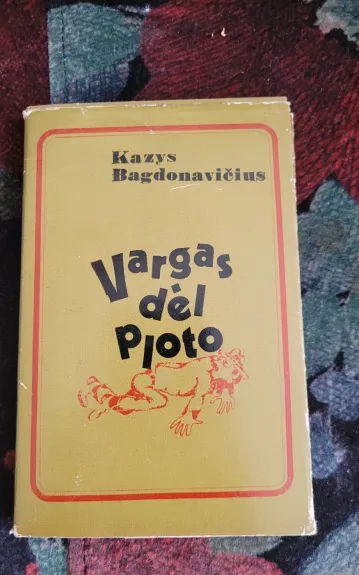 Kazys
Bagdonavičius
Vargas
dėl
Ploto